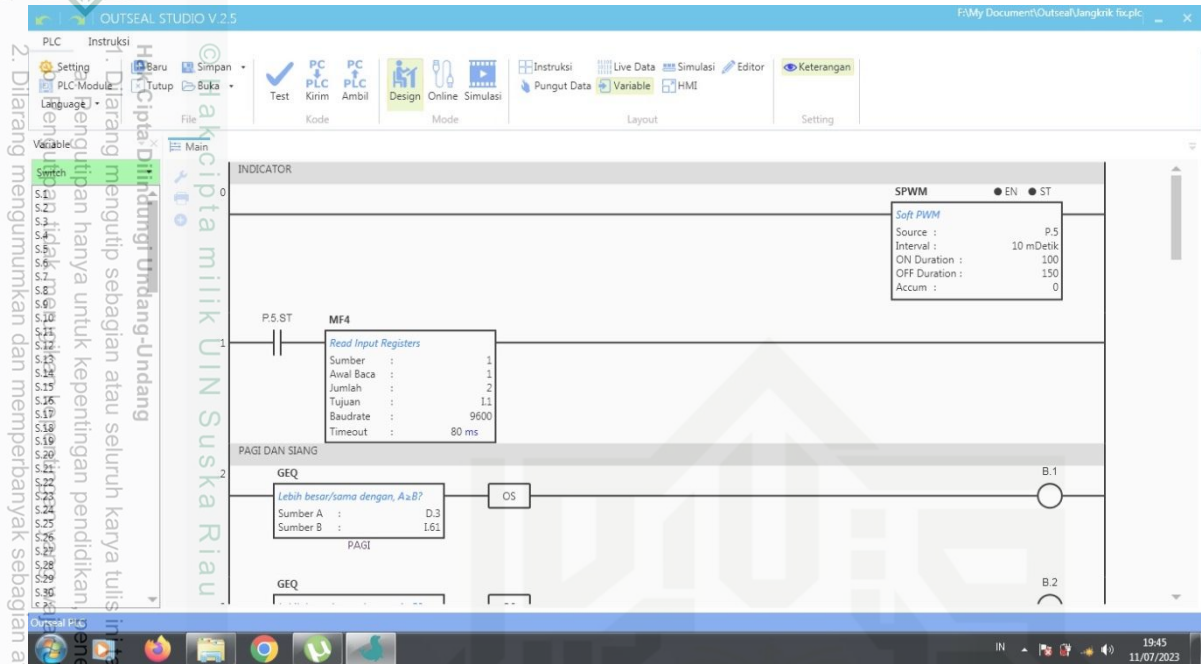 OUTSEAL STUDIO V.2.5
F:\My Document\Outseal\Jangkrik fix.plc
PLC Instruksi
Setting
PLC-Module
Language
Baru
Tutup
Simpan
Buka
File
Test
PC PLC Kirim
PC PLC Ambil
Kode
Design
Online
Simulasi
Mode
Instruksi Live Data Simulasi Editor
Pungut Data Variable HMI
Layout
Keterangan
Setting
Variable
Main
Switch
S.1
S.2
S.3
S.4
S.5
S.6
S.7
S.8
S.9
S.10
S.11
S.12
S.13
S.14
S.15
S.16
S.17
S.18
S.19
S.20
S.21
S.22
S.23
S.24
S.25
S.26
S.27
S.28
S.29
S.30
INDICATOR
0
SPWM EN ST
Soft PWM
Source : P.5
Interval : 10 mDetik
ON Duration : 100
OFF Duration : 150
Accum : 0
1
P.5.ST
MF4
Read Input Registers
Sumber : 1
Awal Baca : 1
Jumlah : 2
Tujuan : I.1
Baudrate : 9600
Timeout : 80 ms
PAGI DAN SIANG
2
GEQ
Lebih besar/sama dengan, A≥B?
Sumber A : D.3
Sumber B : I.61
PAGI
OS
B.1
GEQ
B.2
Outseal PLC
IN
19:45
11/07/2023
© Hak cipta milik UIN Suska Riau
Hak Cipta Dilindungi Undang-Undang
1. Dilarang mengutip sebagian atau seluruh karya tulis ini ta
a. Pengutipan hanya untuk kepentingan pendidikan, pene
2. Dilarang mengumumkan dan memperbanyak sebagian a